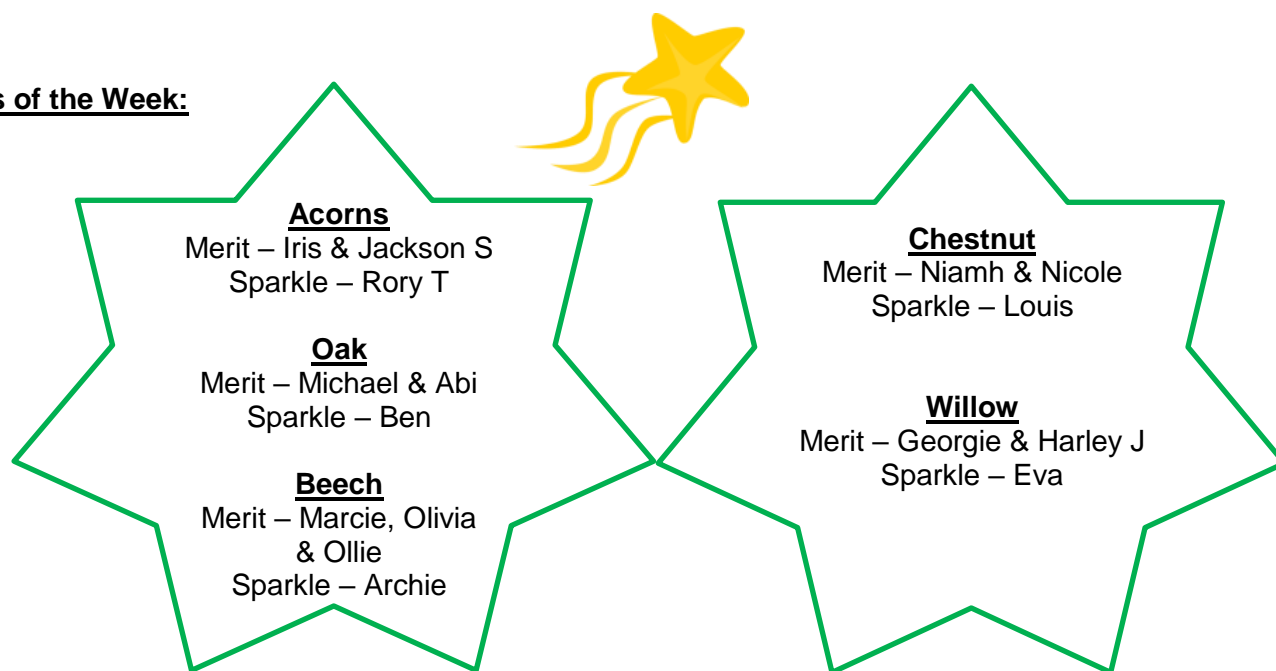 s of the Week:
Acorns
Merit – Iris & Jackson S
Sparkle – Rory T
Oak
Merit – Michael & Abi
Sparkle – Ben
Beech
Merit – Marcie, Olivia
& Ollie
Sparkle – Archie
Chestnut
Merit – Niamh & Nicole
Sparkle – Louis
Willow
Merit – Georgie & Harley J
Sparkle – Eva